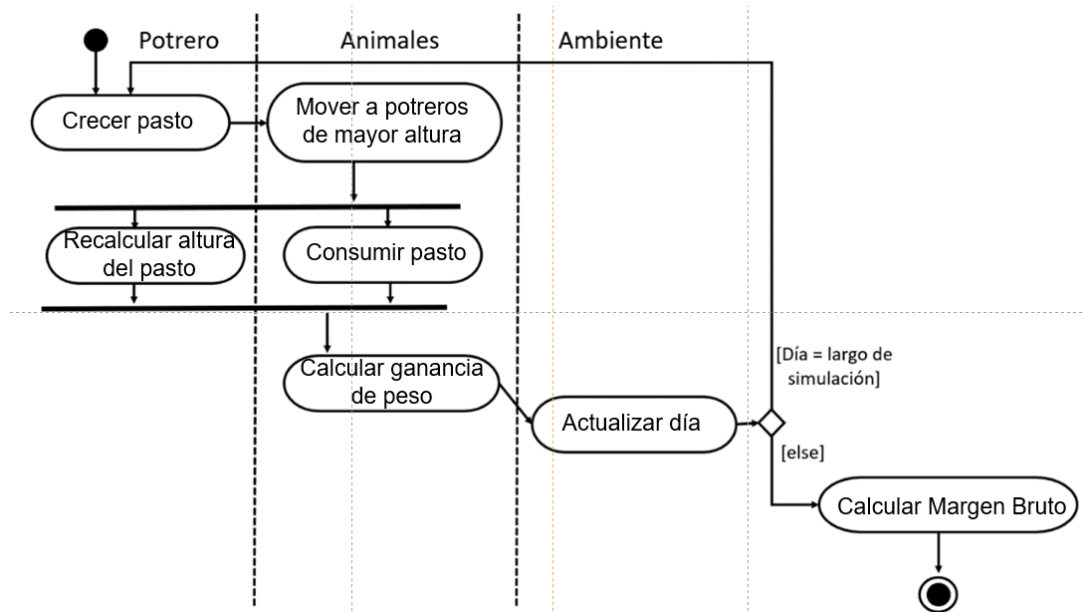 Potrero
Animales
Ambiente
Crecer pasto
Mover a potreros
de mayor altura
Recalcular altura
del pasto
Consumir pasto
[Día = largo de
simulación]
Calcular ganancia
de peso
Actualizar día
[else]
Calcular Margen Bruto